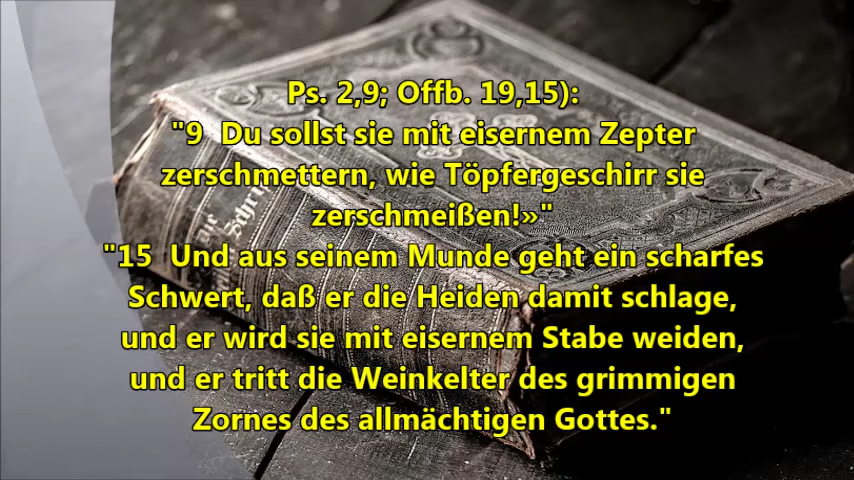 Ps. 2,9; Offb. 19,15):
"9 Du sollst sie mit eisernem Zepter
zerschmettern, wie Töpfergeschirr sie
zerschmeißen!»"
"15 Und aus seinem Munde geht ein scharfes
Schwert, daß er die Heiden damit schlage,
und er wird sie mit eisernem Stabe weiden,
und er tritt die Weinkelter des grimmigen
Zornes des allmächtigen Gottes."